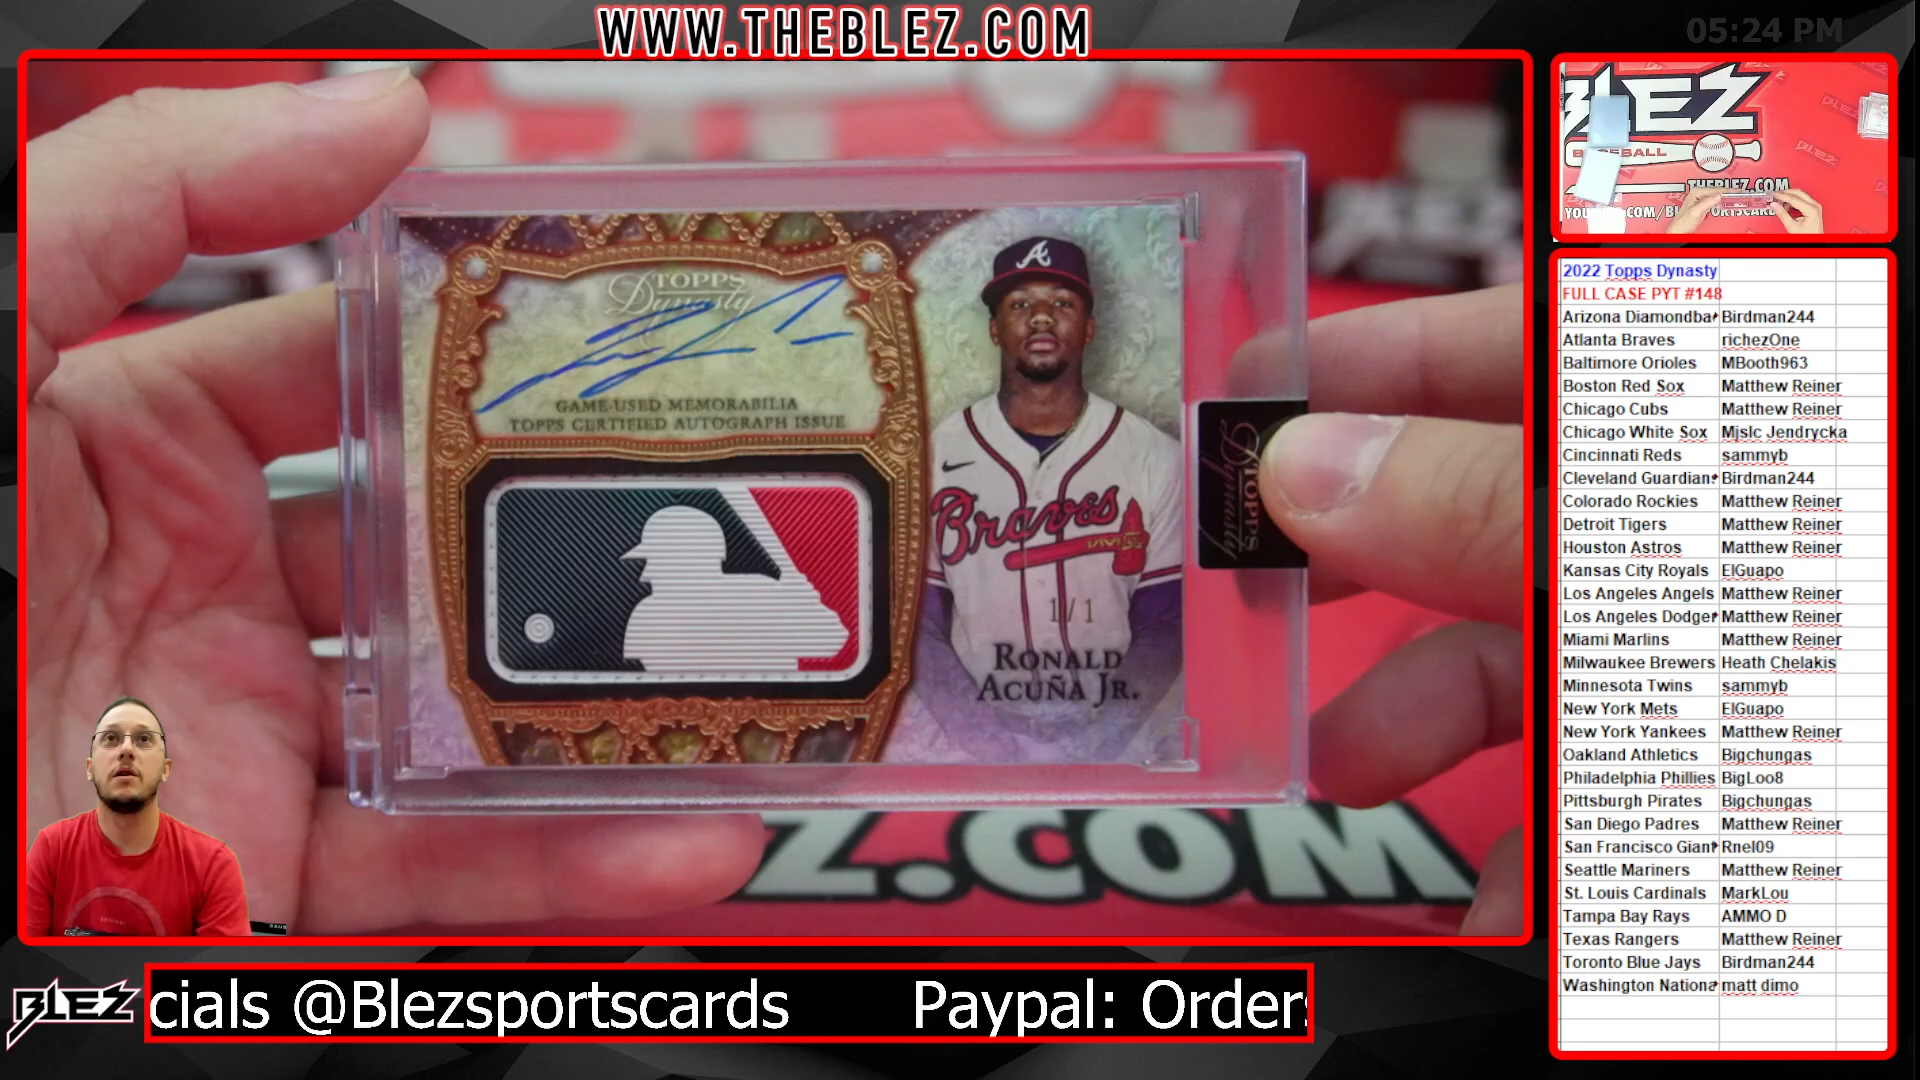 WWW.THEBLEZ.COM
05:24 PM
TOPPS
Dynasty
GAME-USED MEMORABILIA
TOPPS CERTIFIED AUTOGRAPH ISSUE
A
Braves
1/1
RONALD
ACUÑA JR.
TOPPS
Dynasty
Z.COM
BLEZ
BASEBALL
THEBLEZ.COM
2022 Topps Dynasty
FULL CASE PYT #148
Arizona Diamondba Birdman244
Atlanta Braves richezOne
Baltimore Orioles MBooth963
Boston Red Sox Matthew Reiner
Chicago Cubs Matthew Reiner
Chicago White Sox Mjslc Jendrycka
Cincinnati Reds sammyb
Cleveland Guardian Birdman244
Colorado Rockies Matthew Reiner
Detroit Tigers Matthew Reiner
Houston Astros Matthew Reiner
Kansas City Royals ElGuapo
Los Angeles Angels Matthew Reiner
Los Angeles Dodger Matthew Reiner
Miami Marlins Matthew Reiner
Milwaukee Brewers Heath Chelakis
Minnesota Twins sammyb
New York Mets ElGuapo
New York Yankees Matthew Reiner
Oakland Athletics Bigchungas
Philadelphia Phillies BigLoo8
Pittsburgh Pirates Bigchungas
San Diego Padres Matthew Reiner
San Francisco Giant Rnel09
Seattle Mariners Matthew Reiner
St. Louis Cardinals MarkLou
Tampa Bay Rays AMMO D
Texas Rangers Matthew Reiner
Toronto Blue Jays Birdman244
Washington Nationa matt dimo
BLEZ
cials @Blezsportscards Paypal: Orders